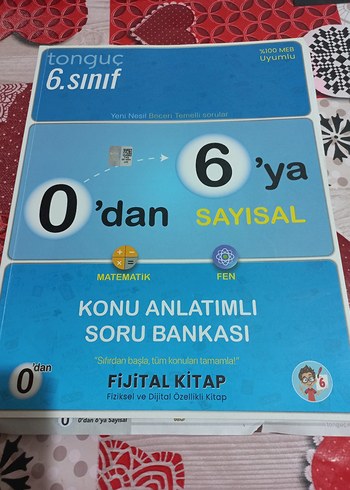 tonguç
6.sınıf
%100 MEB
Uyumlu
Yeni Nesil Beceri Temelli sorular
0'dan 6'ya
SAYISAL
MATEMATİK FEN
KONU ANLATIMLI
SORU BANKASI
"Sıfırdan başla, tüm konuları tamamla!"
FİJİTAL KİTAP
Fiziksel ve Dijital Özellikli Kitap
0'dan
6
0 0'dan 6'ya Sayısal